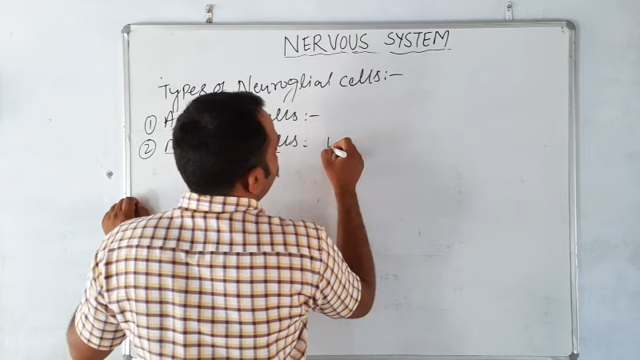 NERVOUS SYSTEM
Types of Neuroglial cells:-
① A cells:-
②